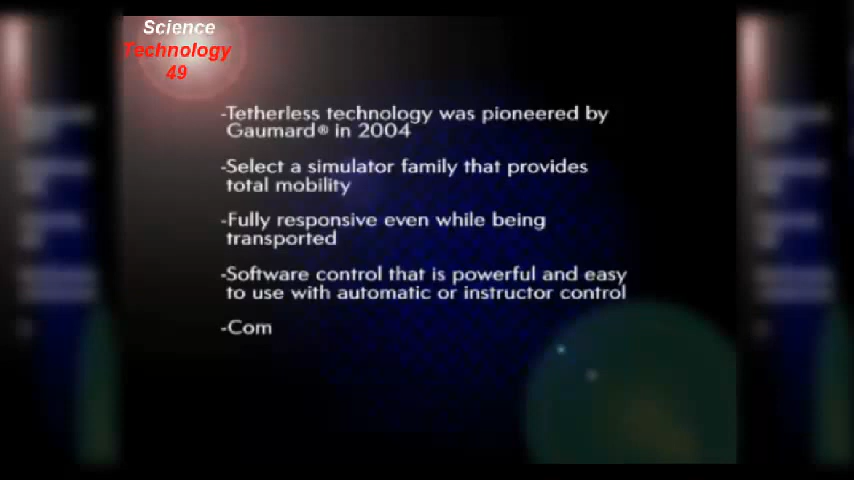 Science
Technology
49
-Tetherless technology was pioneered by
Gaumard® in 2004
-Select a simulator family that provides
total mobility
-Fully responsive even while being
transported
-Software control that is powerful and easy
to use with automatic or instructor control
-Com